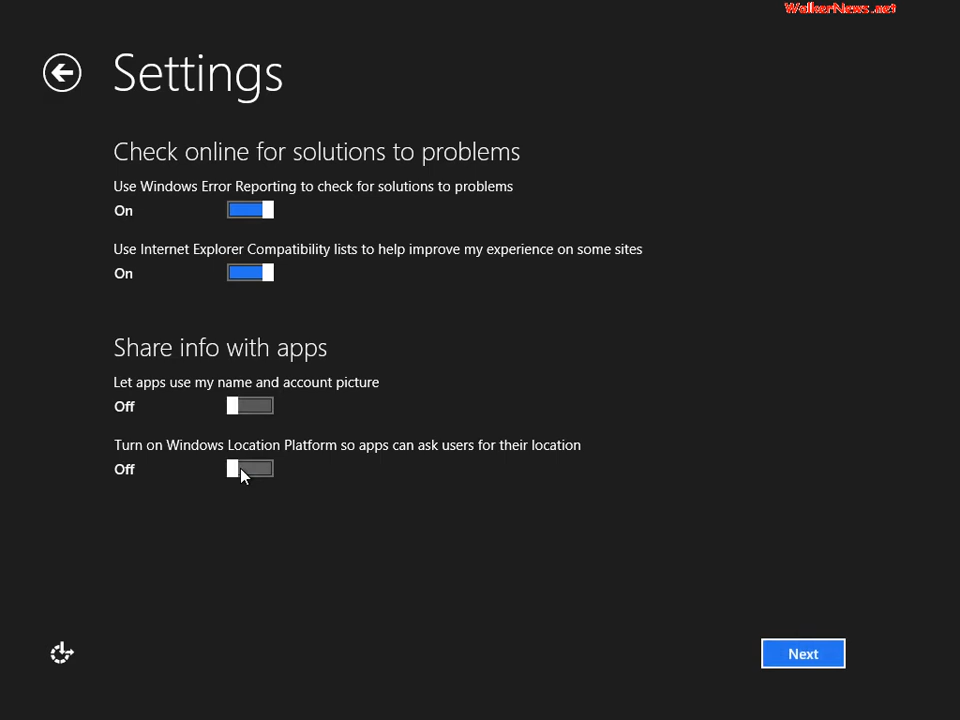 WalkerNews.net
Settings
Check online for solutions to problems
Use Windows Error Reporting to check for solutions to problems
On
Use Internet Explorer Compatibility lists to help improve my experience on some sites
On
Share info with apps
Let apps use my name and account picture
Off
Turn on Windows Location Platform so apps can ask users for their location
Off
Next